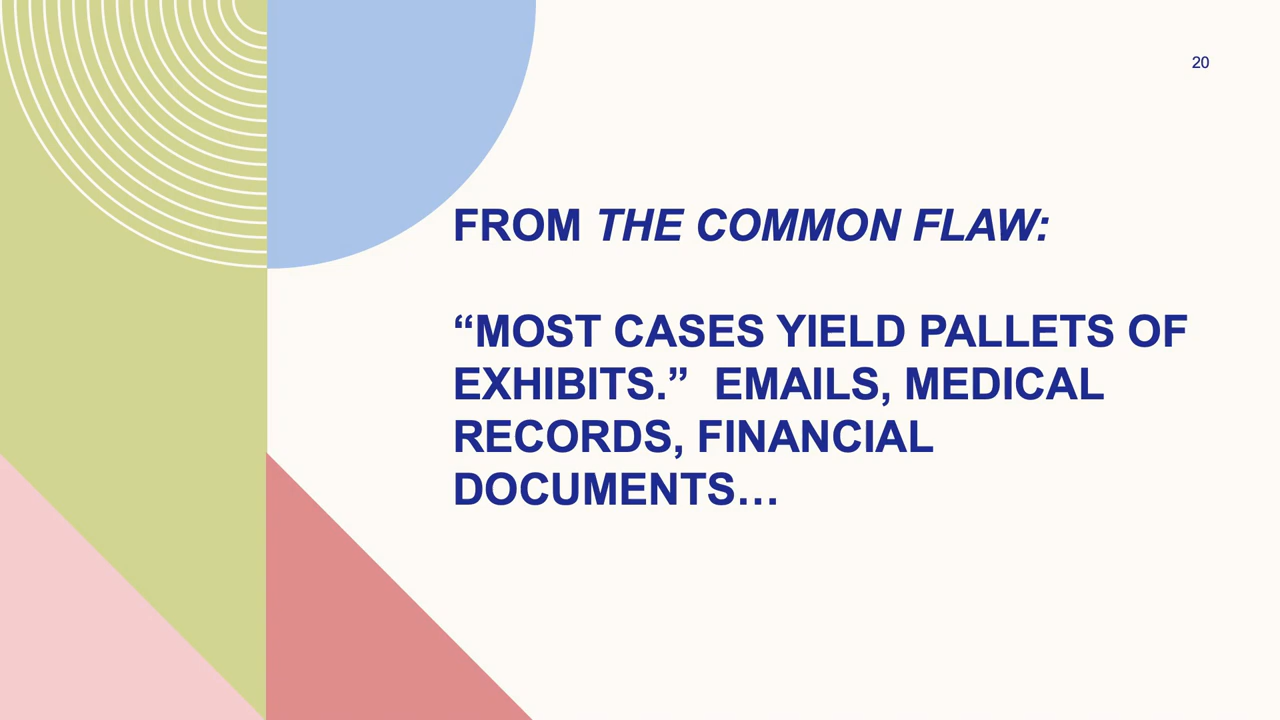 20
FROM THE COMMON FLAW:
“MOST CASES YIELD PALLETS OF
EXHIBITS.”  EMAILS, MEDICAL
RECORDS, FINANCIAL
DOCUMENTS…